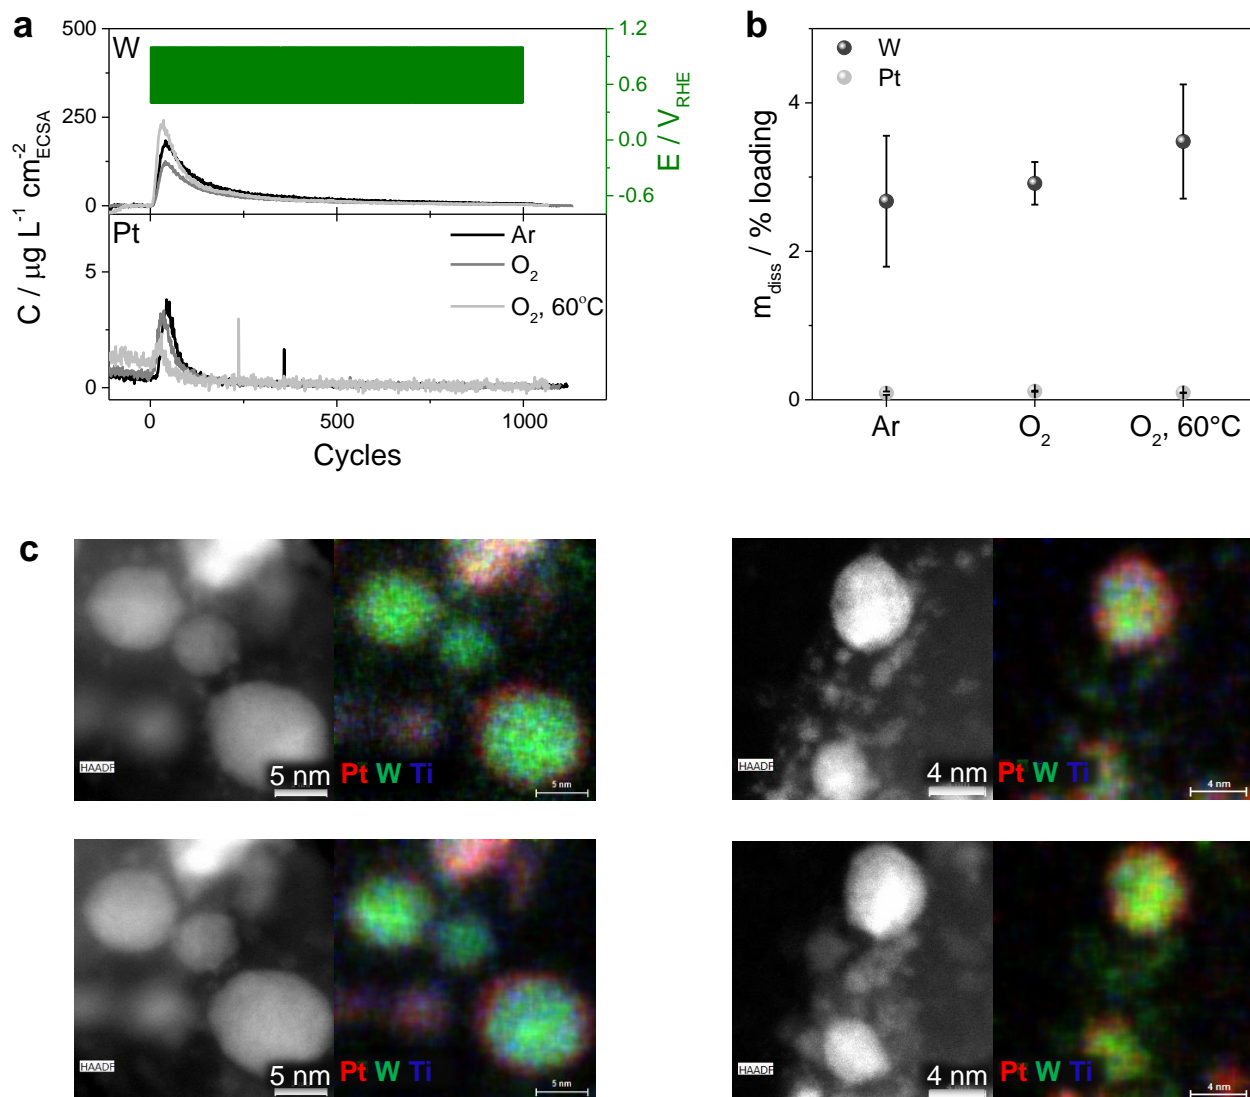 a
W
500
250
0
C / μg L⁻¹ cm⁻²ECSA
1.2
0.6
0.0
-0.6
E / VRHE
Pt
5
0
Ar
O₂
O₂, 60°C
0 500 1000
Cycles
b
W
Pt
4
2
0
mdiss / % loading
Ar O₂ O₂, 60°C
c
HAADF
5 nm
Pt W Ti
5 nm
HAADF
4 nm
Pt W Ti
4 nm
HAADF
5 nm
Pt W Ti
5 nm
HAADF
4 nm
Pt W Ti
4 nm